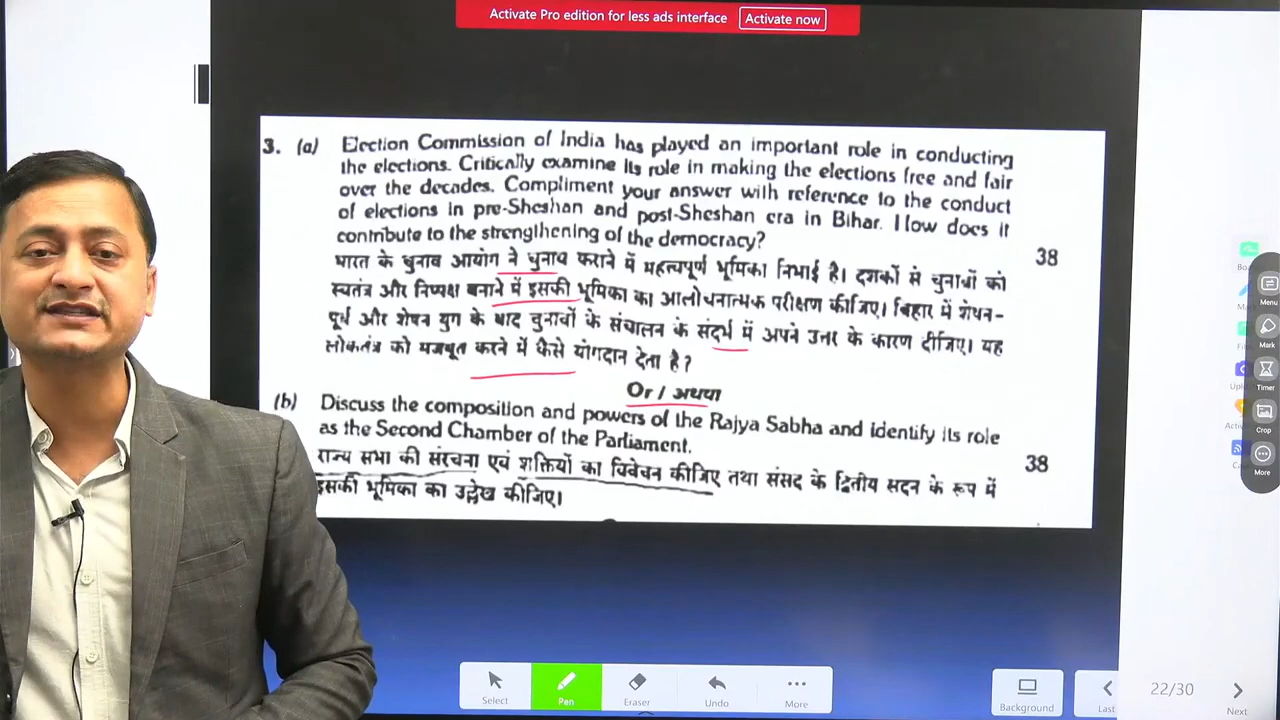 Activate Pro edition for less ads interface Activate now
3. (a) Election Commission of India has played an important role in conducting
the elections. Critically examine its role in making the elections free and fair
over the decades. Compliment your answer with reference to the conduct
of elections in pre-Sheshan and post-Sheshan era in Bihar. How does it
contribute to the strengthening of the democracy? 38
भारत के चुनाव आयोग ने चुनाव कराने में महत्वपूर्ण भूमिका निभाई है। दशकों से चुनावों को
स्वतंत्र और निष्पक्ष बनाने में इसकी भूमिका का आलोचनात्मक परीक्षण कीजिए। बिहार में शेषन-
पूर्व और शेषन युग के बाद चुनावों के संचालन के संदर्भ में अपने उत्तर के कारण दीजिए। यह
लोकतंत्र को मजबूत करने में कैसे योगदान देता है?
Or / अथवा
(b) Discuss the composition and powers of the Rajya Sabha and identify its role
as the Second Chamber of the Parliament. 38
राज्य सभा की संरचना एवं शक्तियों का विवेचन कीजिए तथा संसद के द्वितीय सदन के रूप में
इसकी भूमिका का उल्लेख कीजिए।
Menu
Mark
Timer
Crop
More
Select
Pen
Eraser
Undo
More
Background
Last
22/30
Next